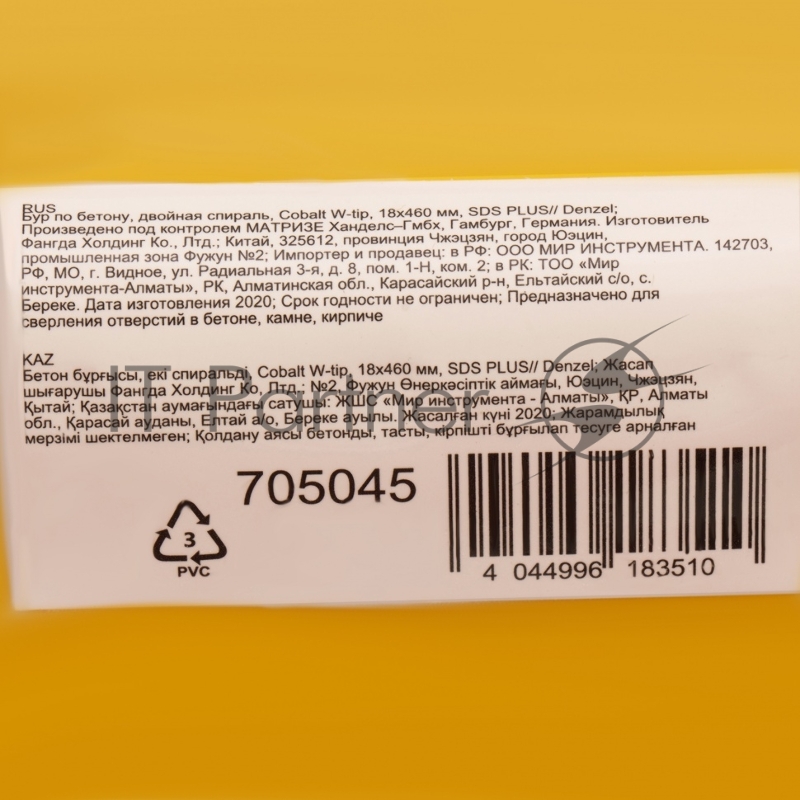 RUS
Бур по бетону, двойная спираль, Cobalt W-tip, 18x460 мм, SDS PLUS// Denzel;
Произведено под контролем МАТРИЗЕ Ханделс–Гмбх, Гамбург, Германия. Изготовитель
Фангда Холдинг Ко., Лтд.; Китай, 325612, провинция Чжэцзян, город Юэцин,
промышленная зона Фужун №2; Импортер и продавец: в РФ: ООО МИР ИНСТРУМЕНТА. 142703,
РФ, МО, г. Видное, ул. Радиальная 3-я, д. 8, пом. 1-Н, ком. 2; в РК: ТОО «Мир
инструмента-Алматы», РК, Алматинская обл., Карасайский р-н, Ельтайский с/о, с.
Береке. Дата изготовления 2020; Срок годности не ограничен; Предназначено для
сверления отверстий в бетоне, камне, кирпиче
KAZ
Бетон бұрғысы, екі спиральді, Cobalt W-tip, 18x460 мм, SDS PLUS// Denzel; Жасап
шығарушы Фангда Холдинг Ко, Лтд.; №2, Фужун Өнеркәсіптік аймағы, Юэцин, Чжэцзян,
Қытай; Қазақстан аумағындағы сатушы: ЖШС «Мир инструмента - Алматы», ҚР, Алматы
обл., Қарасай ауданы, Елтай а/о, Береке ауылы. Жасалған күні 2020. Жарамдылық
мерзімі шектелмеген; Қолдану аясы бетонды, тасты, кірпішті бұрғылап тесуге арналған
IT Partner
705045
3
PVC
4 044996 183510